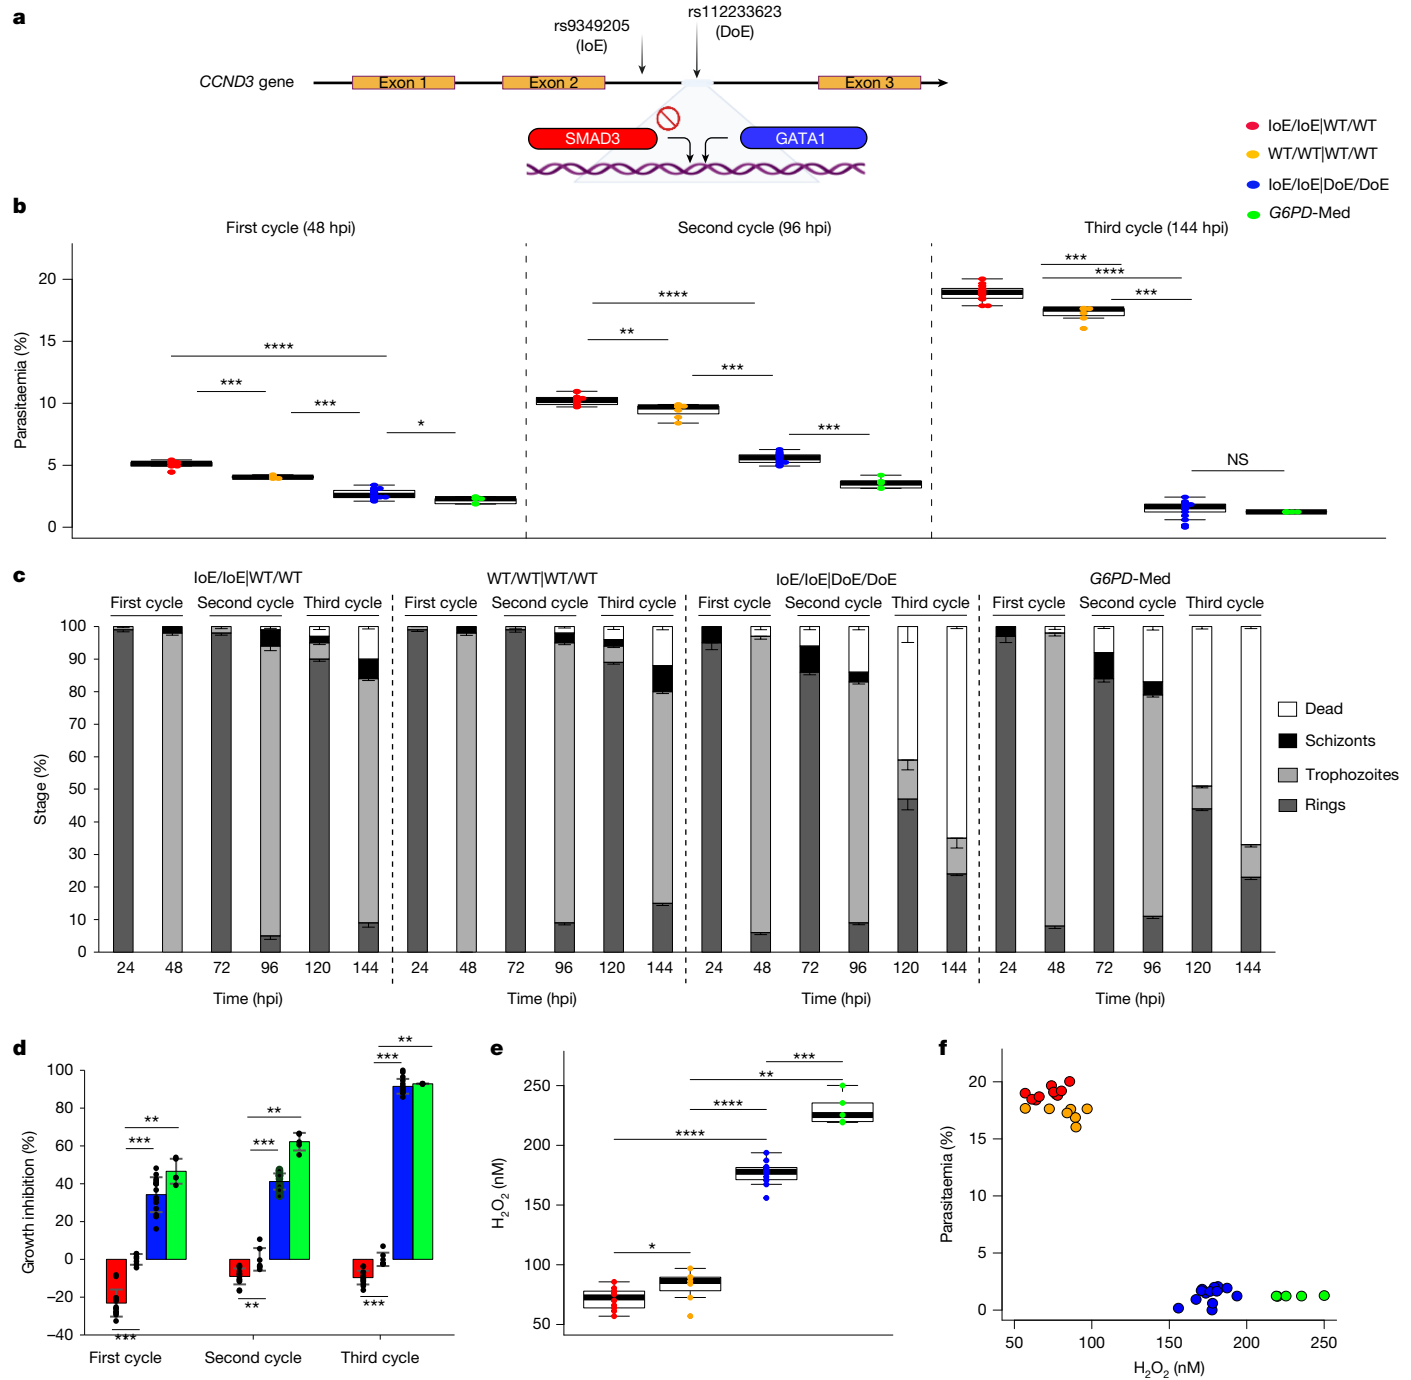 a
rs9349205
(IoE)
rs112233623
(DoE)
CCND3 gene
Exon 1
Exon 2
Exon 3
SMAD3
GATA1
IoE/IoE|WT/WT
WT/WT|WT/WT
IoE/IoE|DoE/DoE
G6PD-Med
b
First cycle (48 hpi)
Second cycle (96 hpi)
Third cycle (144 hpi)
Parasitaemia (%)
20
15
10
5
0
****
***
***
*
****
**
***
***
***
****
***
NS
c
IoE/IoE|WT/WT
WT/WT|WT/WT
IoE/IoE|DoE/DoE
G6PD-Med
First cycle Second cycle Third cycle
First cycle Second cycle Third cycle
First cycle Second cycle Third cycle
First cycle Second cycle Third cycle
Stage (%)
100
90
80
70
60
50
40
30
20
10
0
24 48 72 96 120 144
24 48 72 96 120 144
24 48 72 96 120 144
24 48 72 96 120 144
Time (hpi)
Time (hpi)
Time (hpi)
Time (hpi)
Dead
Schizonts
Trophozoites
Rings
d
Growth inhibition (%)
100
80
60
40
20
0
−20
−40
**
***
***
**
***
**
**
***
***
First cycle
Second cycle
Third cycle
e
H2O2 (nM)
250
200
150
100
50
***
**
****
****
*
f
Parasitaemia (%)
20
15
10
5
0
50 100 150 200 250
H2O2 (nM)